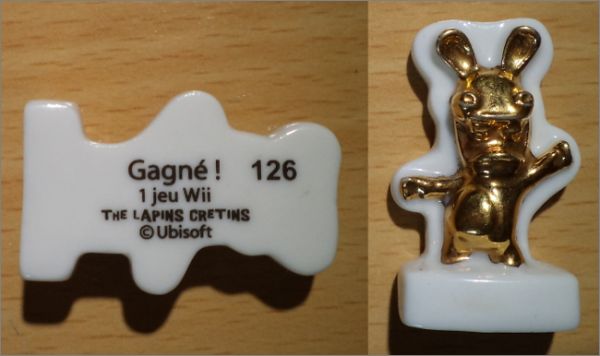 Gagné ! 126
1 jeu Wii
THE LAPINS CRETINS
© Ubisoft